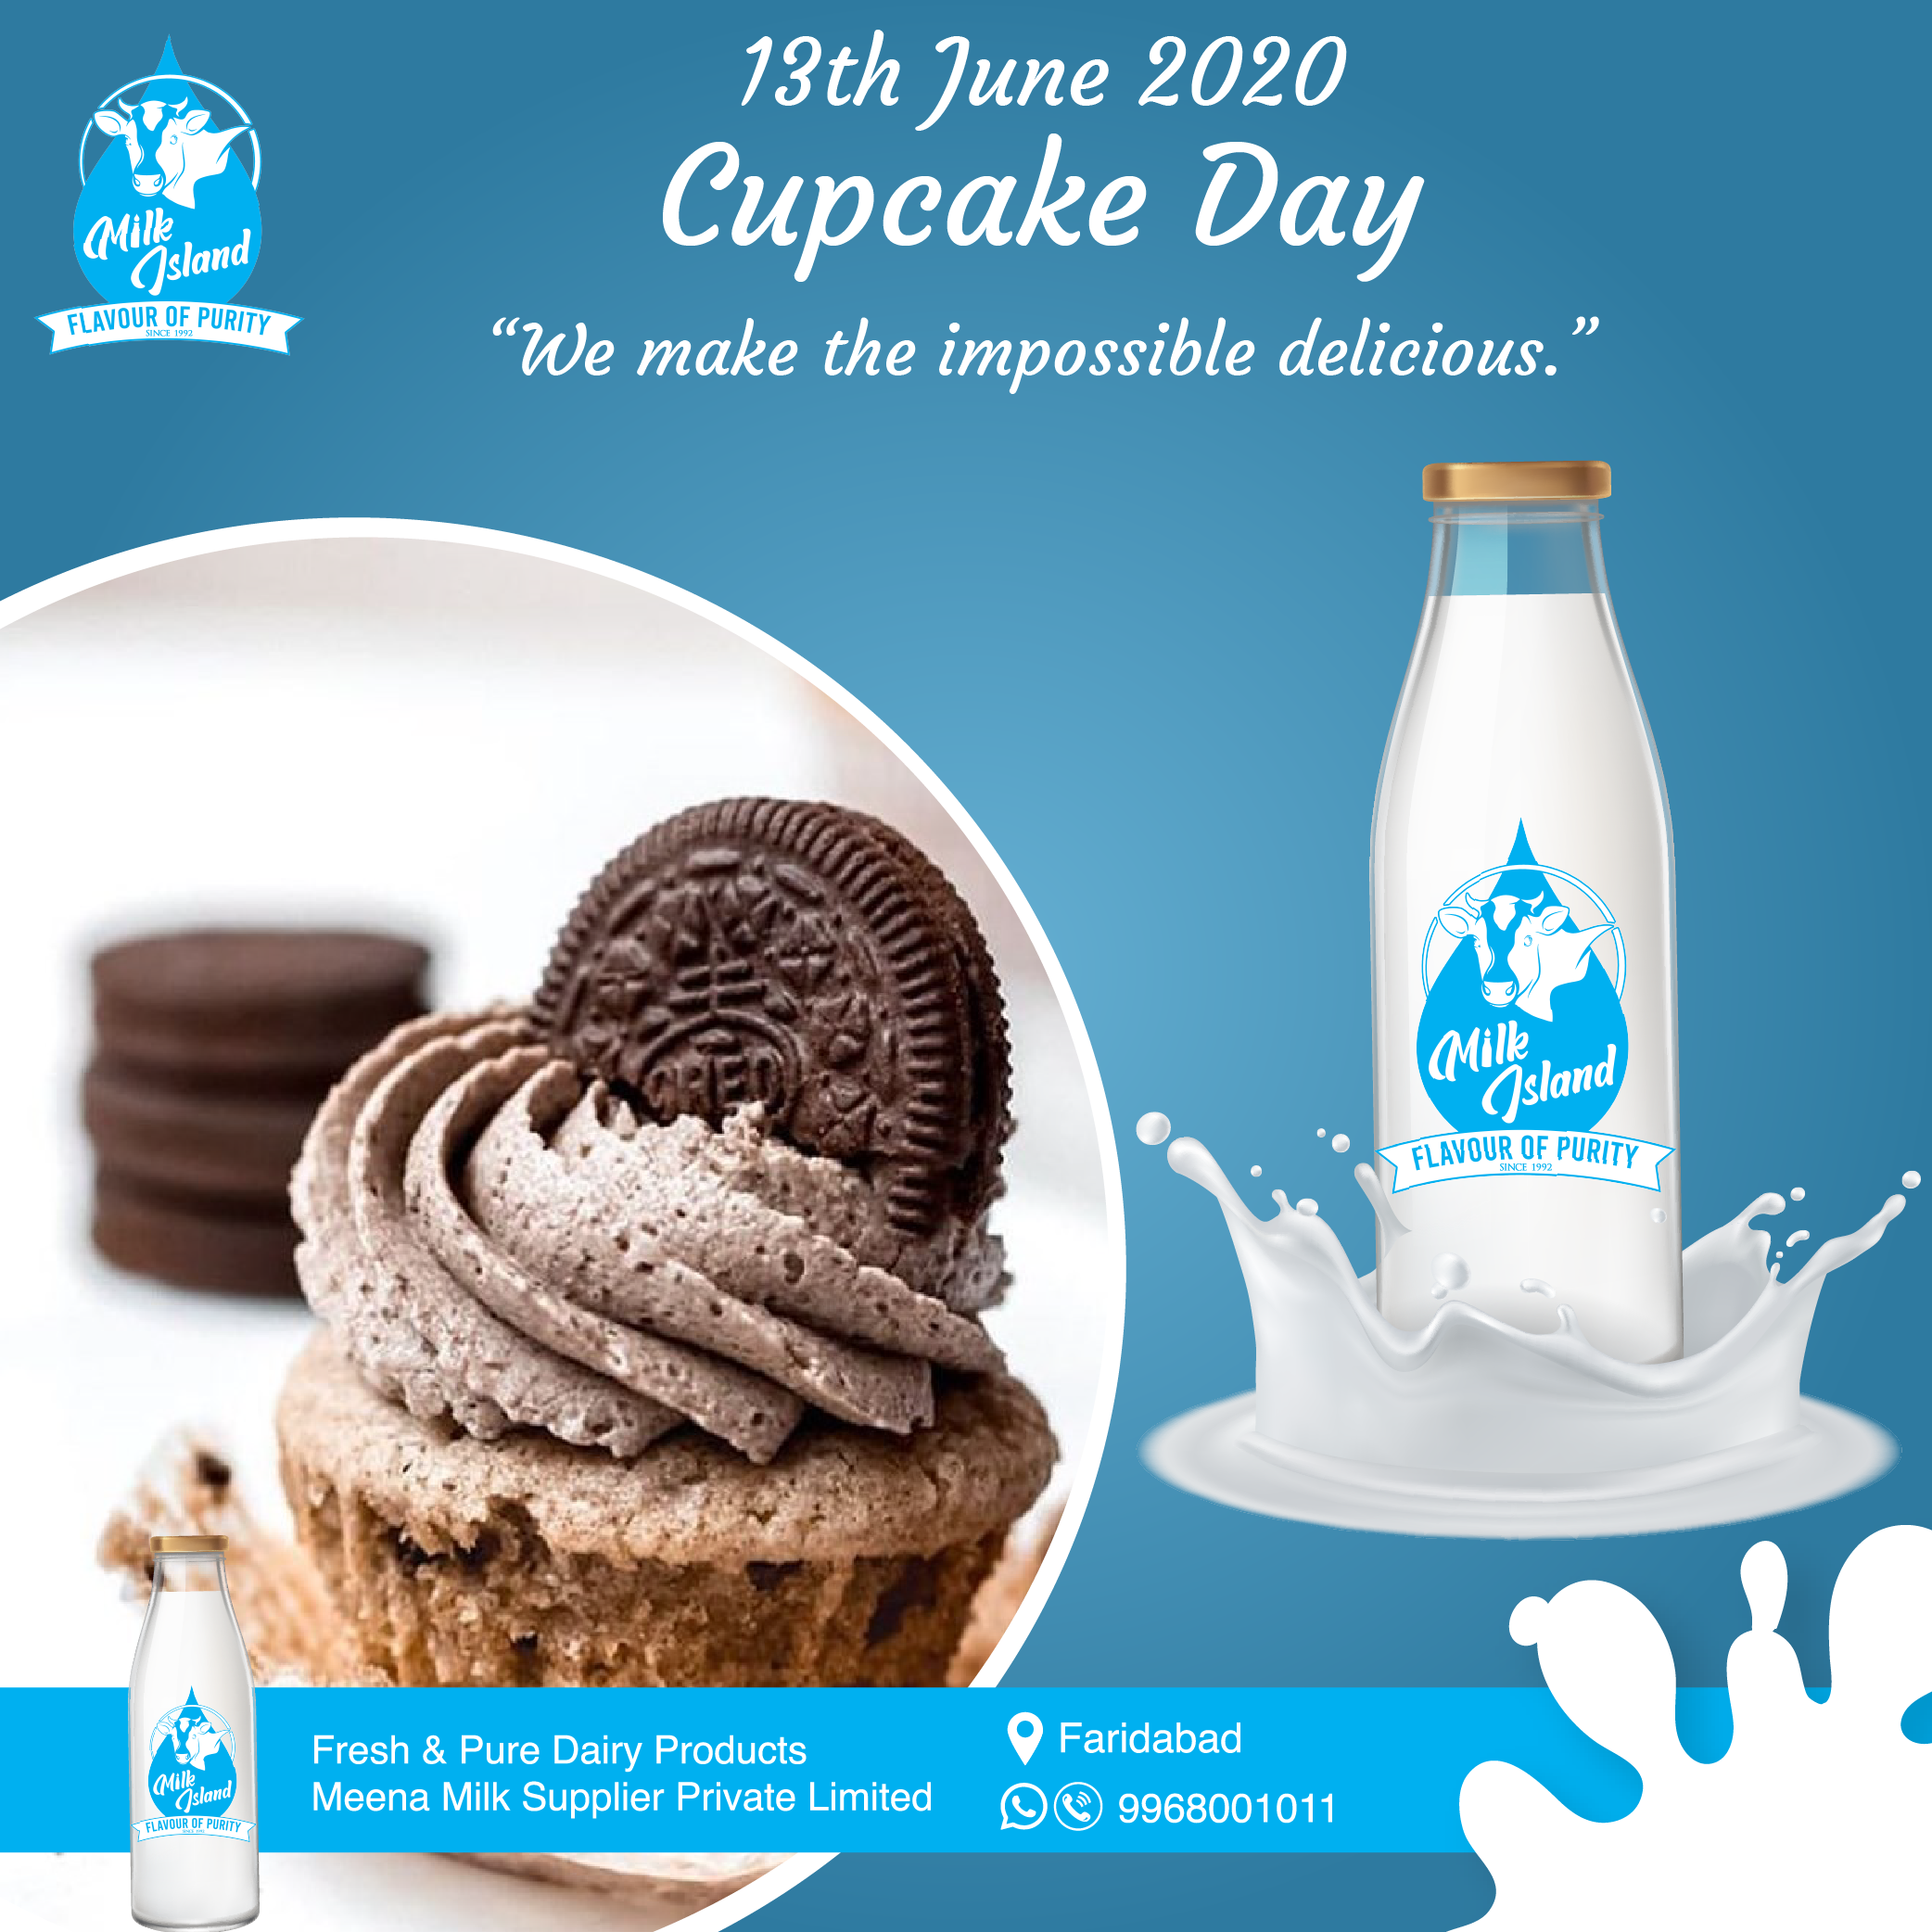 13th June 2020
Cupcake Day
“We make the impossible delicious.”
Milk
Island
FLAVOUR OF PURITY
SINCE 1992
OREO
Milk
Island
FLAVOUR OF PURITY
SINCE 1992
Milk
Island
FLAVOUR OF PURITY
SINCE 1992
Fresh & Pure Dairy Products
Meena Milk Supplier Private Limited
Faridabad
9968001011